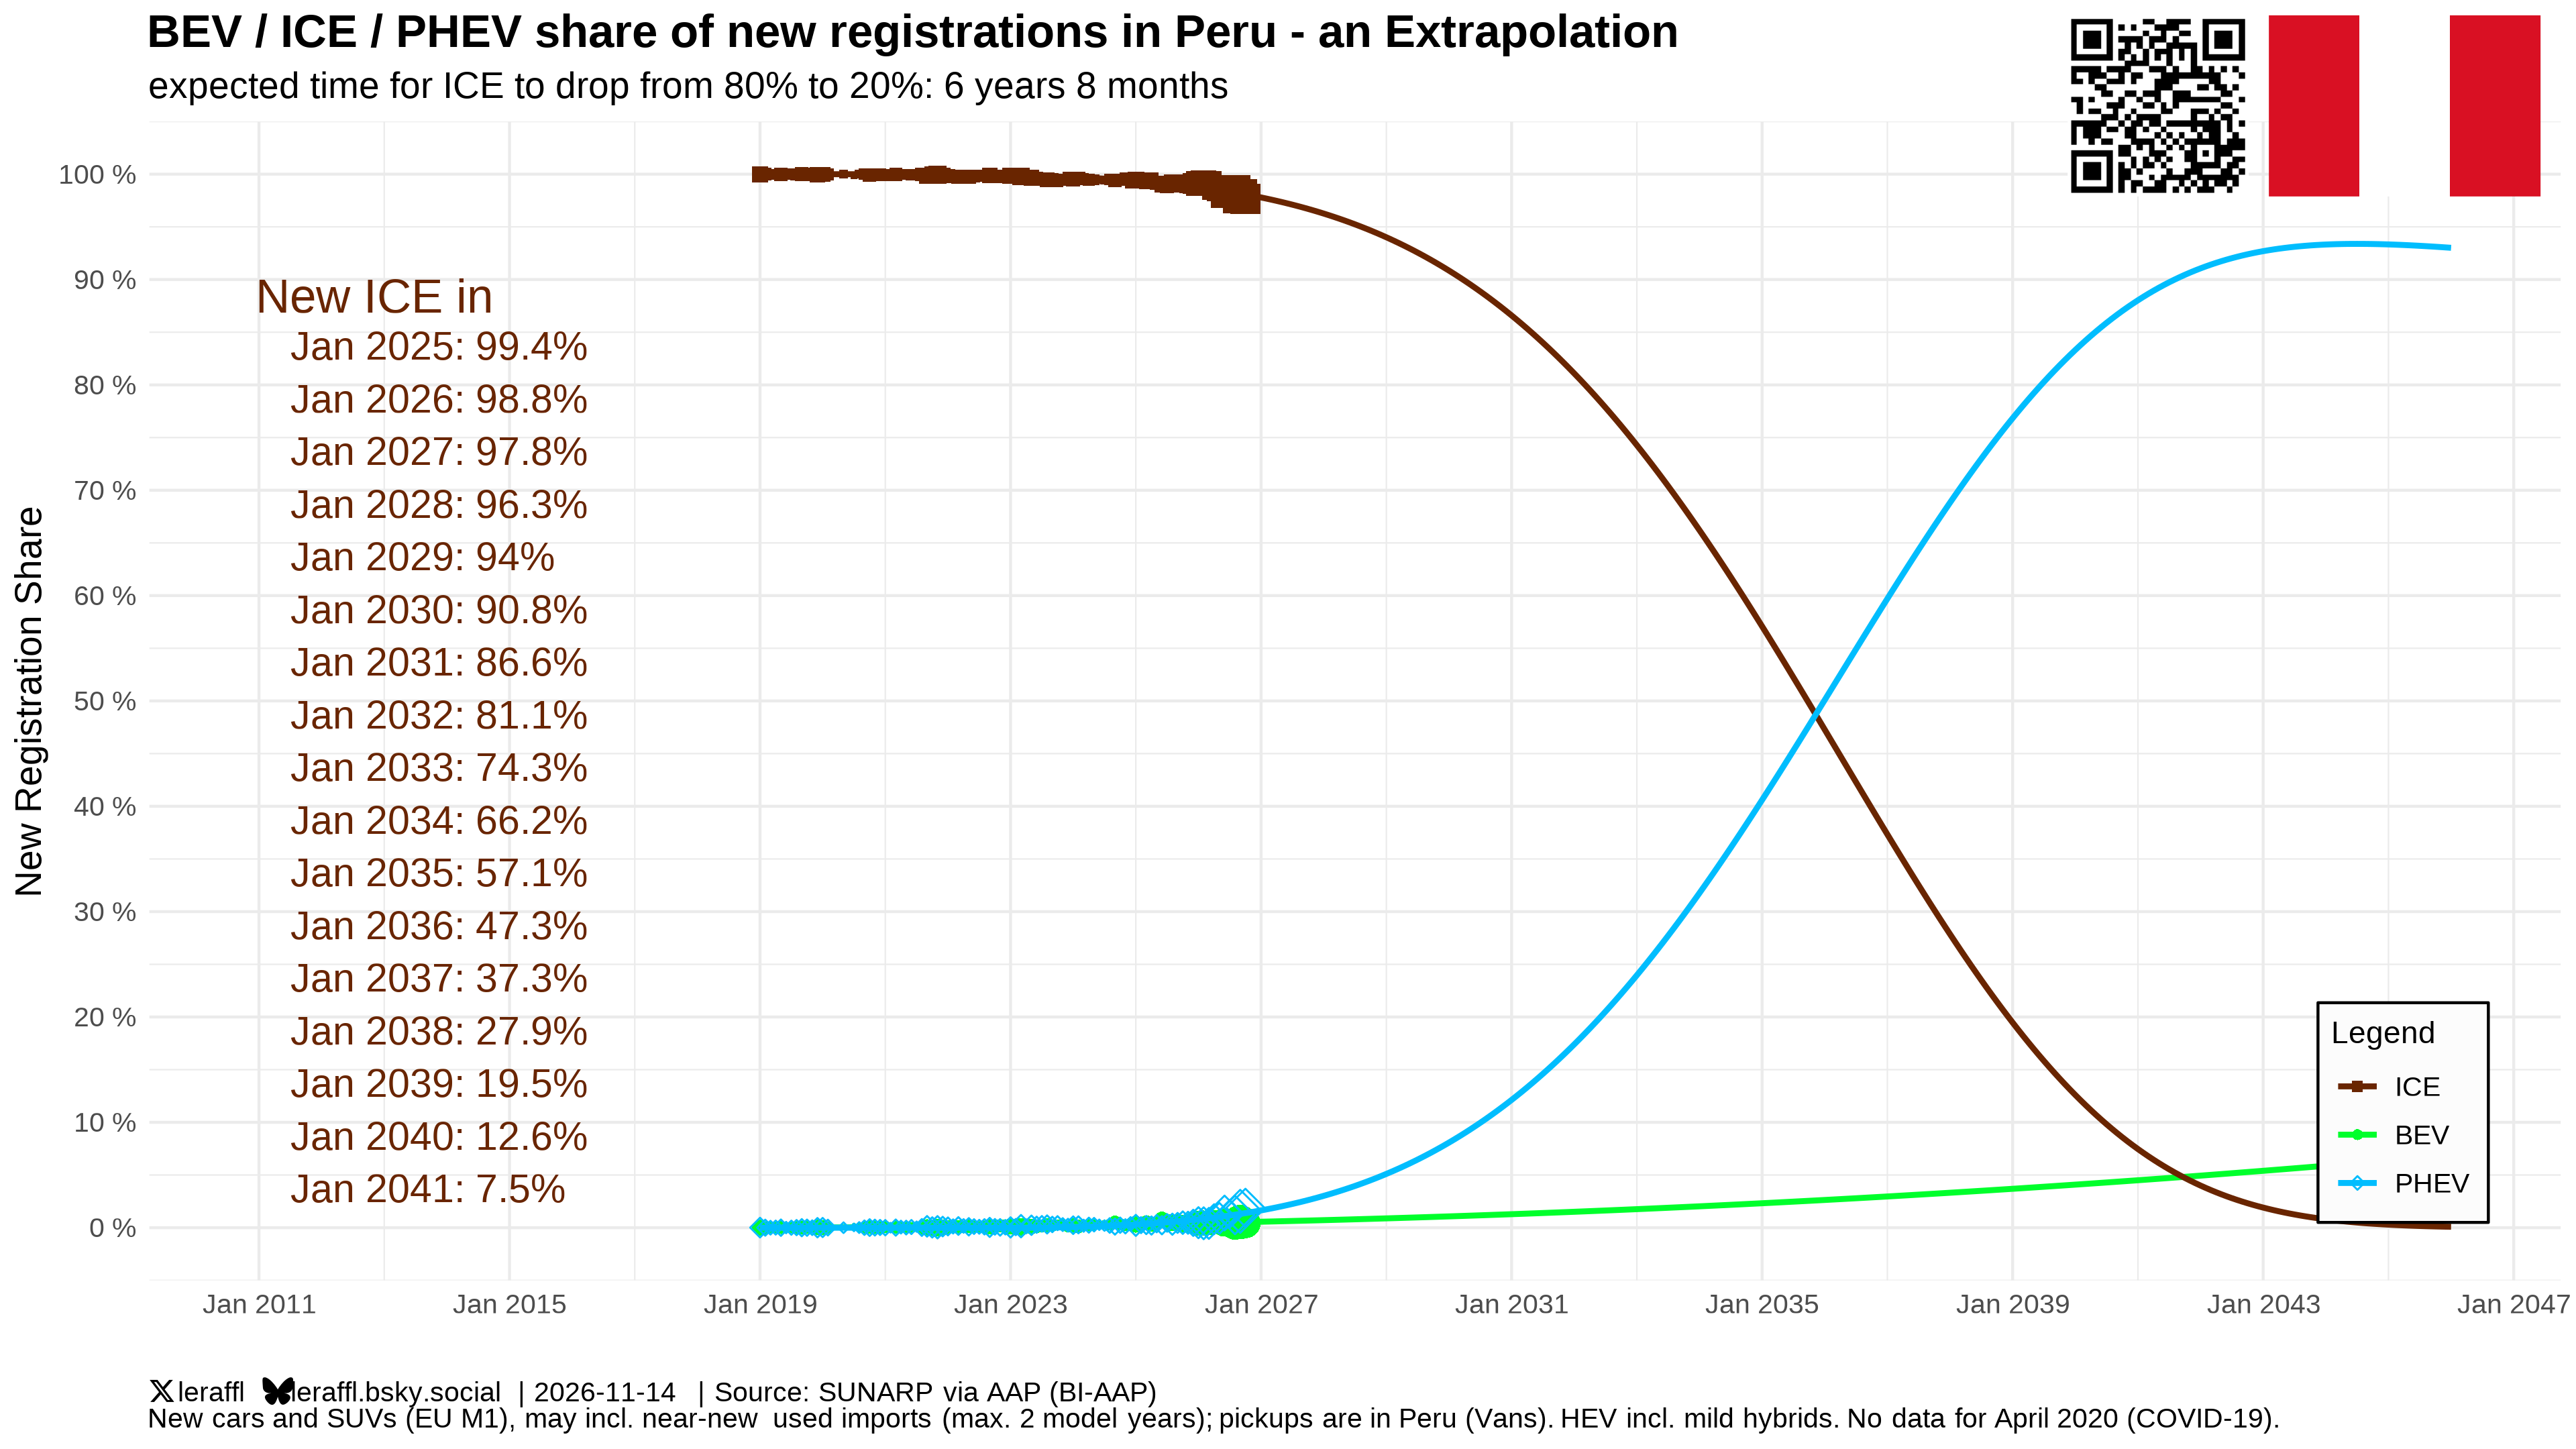 BEV / ICE / PHEV share of new registrations in Peru - an Extrapolation
expected time for ICE to drop from 80% to 20%: 6 years 8 months
New Registration Share
100 %
90 %
80 %
70 %
60 %
50 %
40 %
30 %
20 %
10 %
0 %
New ICE in
Jan 2025: 99.4%
Jan 2026: 98.8%
Jan 2027: 97.8%
Jan 2028: 96.3%
Jan 2029: 94%
Jan 2030: 90.8%
Jan 2031: 86.6%
Jan 2032: 81.1%
Jan 2033: 74.3%
Jan 2034: 66.2%
Jan 2035: 57.1%
Jan 2036: 47.3%
Jan 2037: 37.3%
Jan 2038: 27.9%
Jan 2039: 19.5%
Jan 2040: 12.6%
Jan 2041: 7.5%
Legend
ICE
BEV
PHEV
Jan 2011 Jan 2015 Jan 2019 Jan 2023 Jan 2027 Jan 2031 Jan 2035 Jan 2039 Jan 2043 Jan 2047
leraffl leraffl.bsky.social | 2026-11-14 | Source: SUNARP via AAP (BI-AAP)
New cars and SUVs (EU M1), may incl. near-new used imports (max. 2 model years); pickups are in Peru (Vans). HEV incl. mild hybrids. No data for April 2020 (COVID-19).